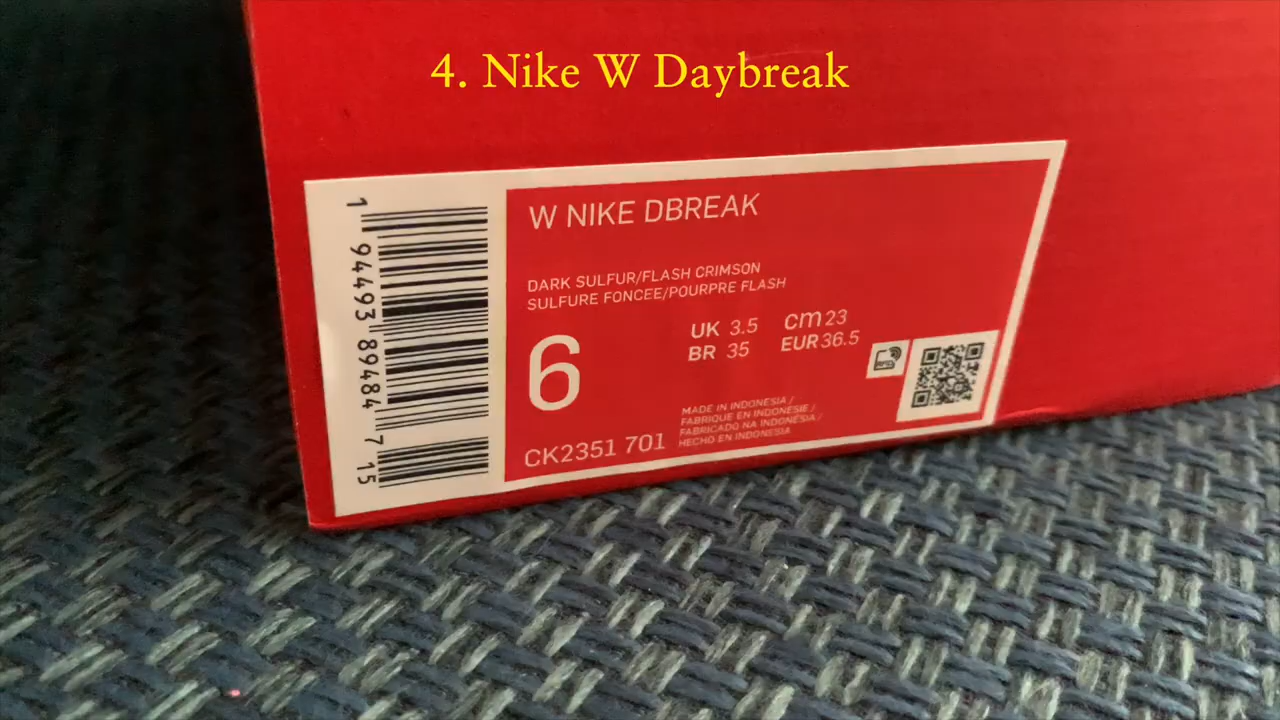 4. Nike W Daybreak
W NIKE DBREAK
DARK SULFUR/FLASH CRIMSON
SULFURE FONCEE/POURPRE FLASH
6
UK 3.5 cm 23
BR 35 EUR 36.5
MADE IN INDONESIA /
FABRIQUE EN INDONESIE /
FABRICADO NA INDONÉSIA /
HECHO EN INDONESIA
CK2351 701
1 94493 89484 7 15